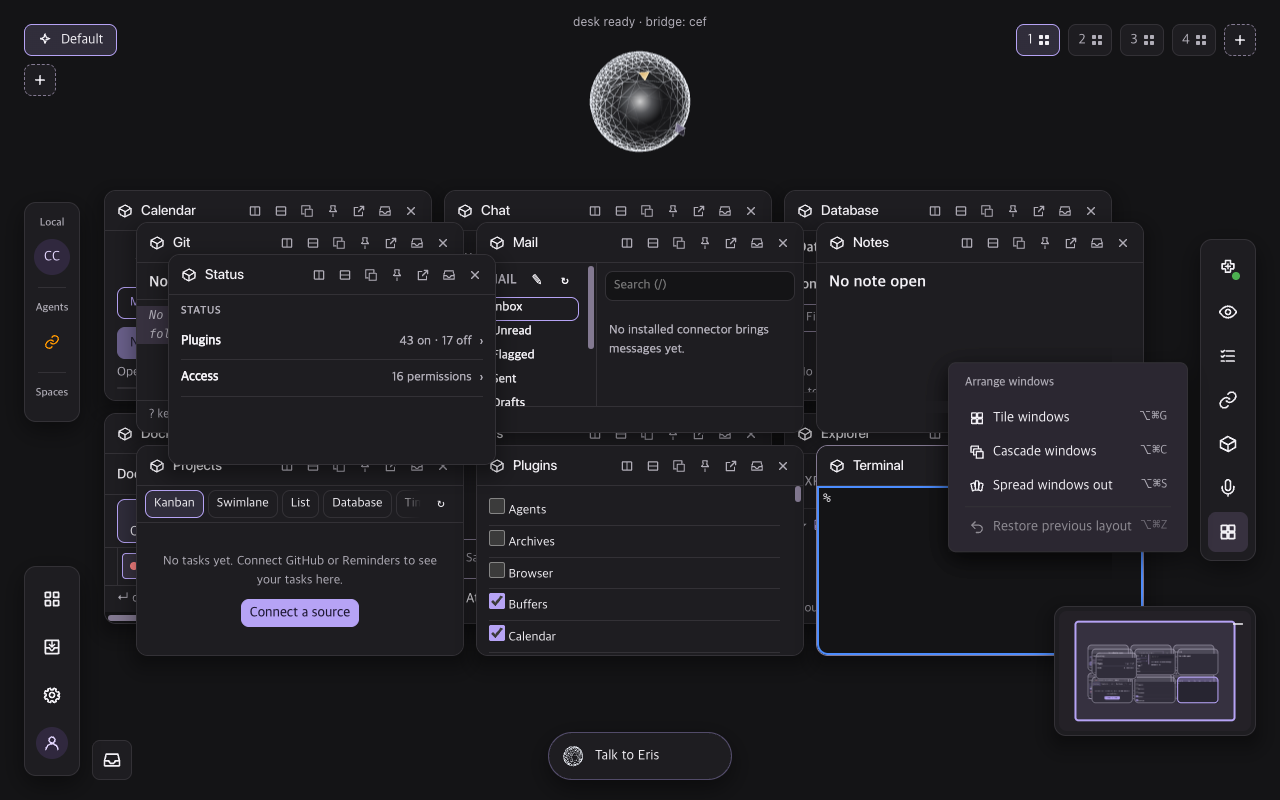 desk ready · bridge: cef
Default
1
2
3
4
Local
CC
Agents
Spaces
Calendar
Chat
Database
Git
Mail
Notes
Status
STATUS
Plugins
43 on · 17 off
Access
16 permissions
Search (/)
Unread
Flagged
Sent
Drafts
No installed connector brings
messages yet.
No note open
Arrange windows
Tile windows ⌥⌘G
Cascade windows ⌥⌘C
Spread windows out ⌥⌘S
Restore previous layout ⌥⌘Z
Explorer
Projects
Kanban
Swimlane
List
Database
No tasks yet. Connect GitHub or Reminders to see
your tasks here.
Connect a source
Plugins
Agents
Archives
Browser
Buffers
Calendar
Terminal
%
Talk to Eris